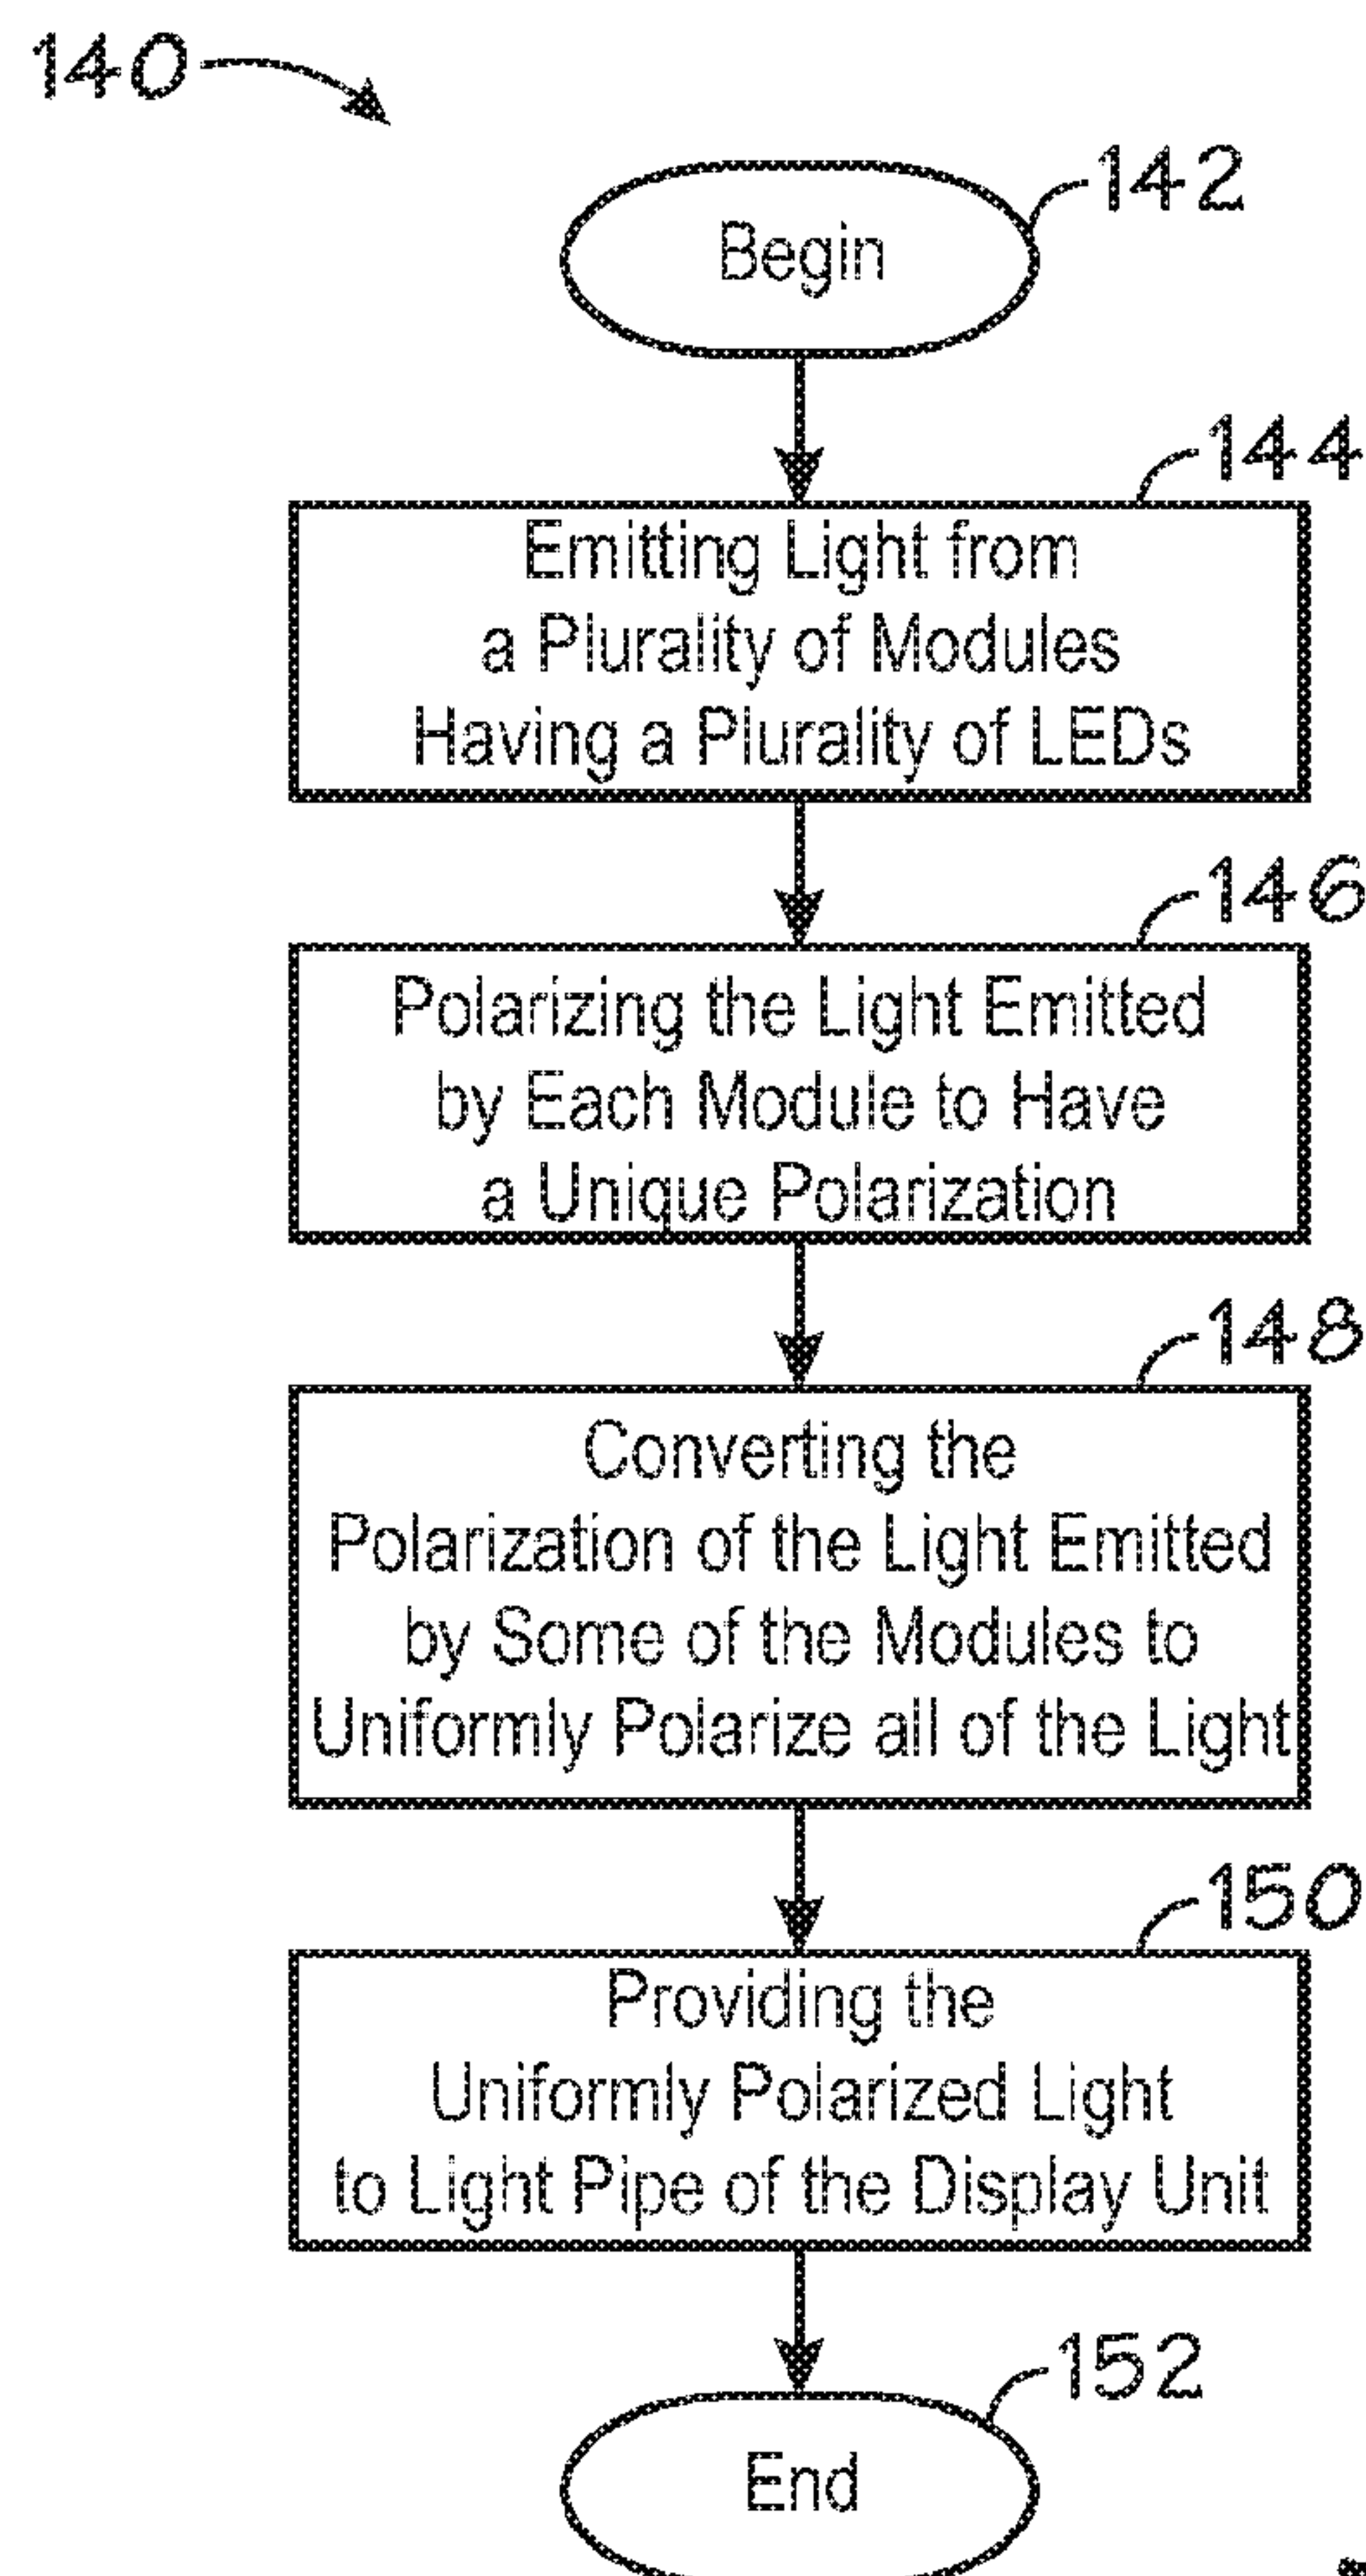 140
142
Begin
144
Emitting Light from
a Plurality of Modules
Having a Plurality of LEDs
146
Polarizing the Light Emitted
by Each Module to Have
a Unique Polarization
148
Converting the
Polarization of the Light Emitted
by Some of the Modules to
Uniformly Polarize all of the Light
150
Providing the
Uniformly Polarized Light
to Light Pipe of the Display Unit
152
End